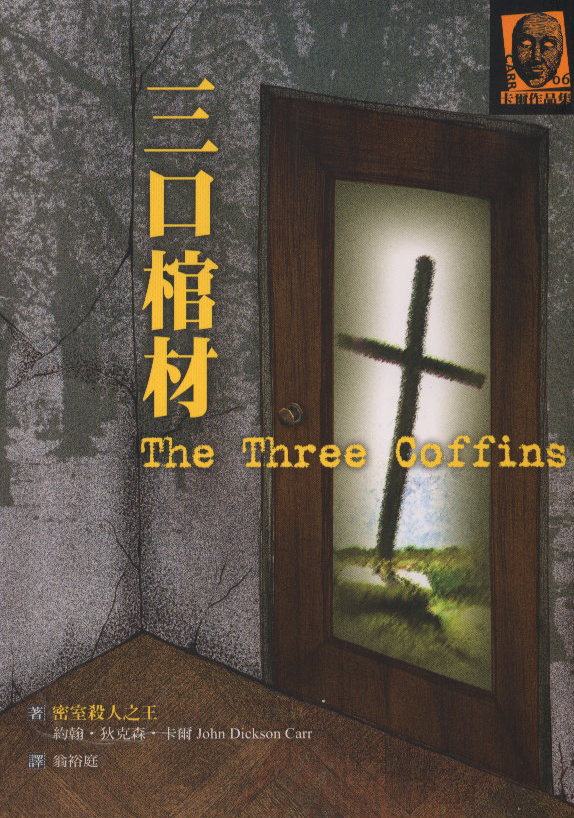 CARR
06
卡爾作品集
三口棺材
The Three Coffins
著 密室殺人之王
約翰・狄克森・卡爾 John Dickson Carr
譯 翁裕庭